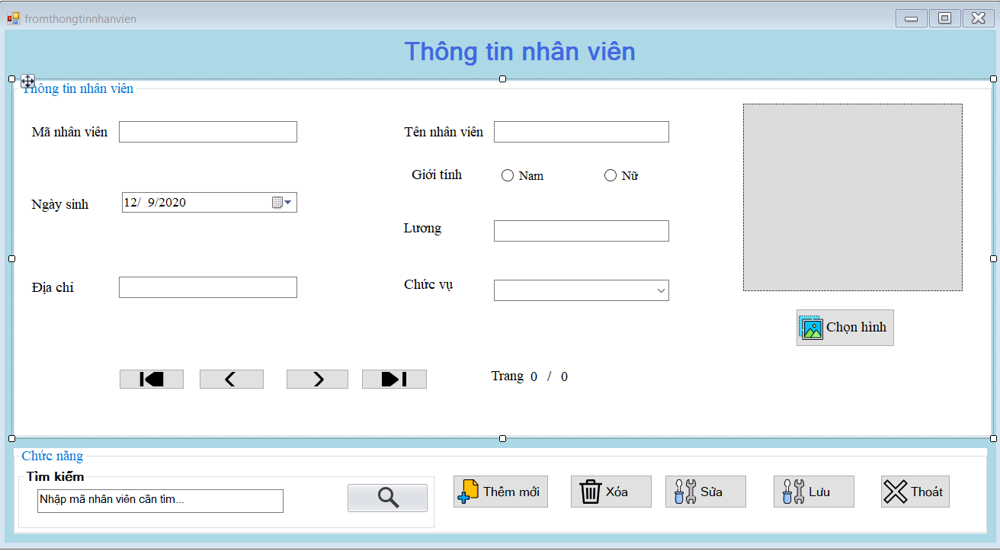 fromthongtinnhanvien
Thông tin nhân viên
Thông tin nhân viên
Mã nhân viên
Tên nhân viên
Giới tính
Nam
Nữ
Ngày sinh
12/ 9/2020
Lương
Địa chỉ
Chức vụ
Chọn hình
Trang 0 / 0
Chức năng
Tìm kiếm
Nhập mã nhân viên cần tìm...
Thêm mới
Xóa
Sửa
Lưu
Thoát